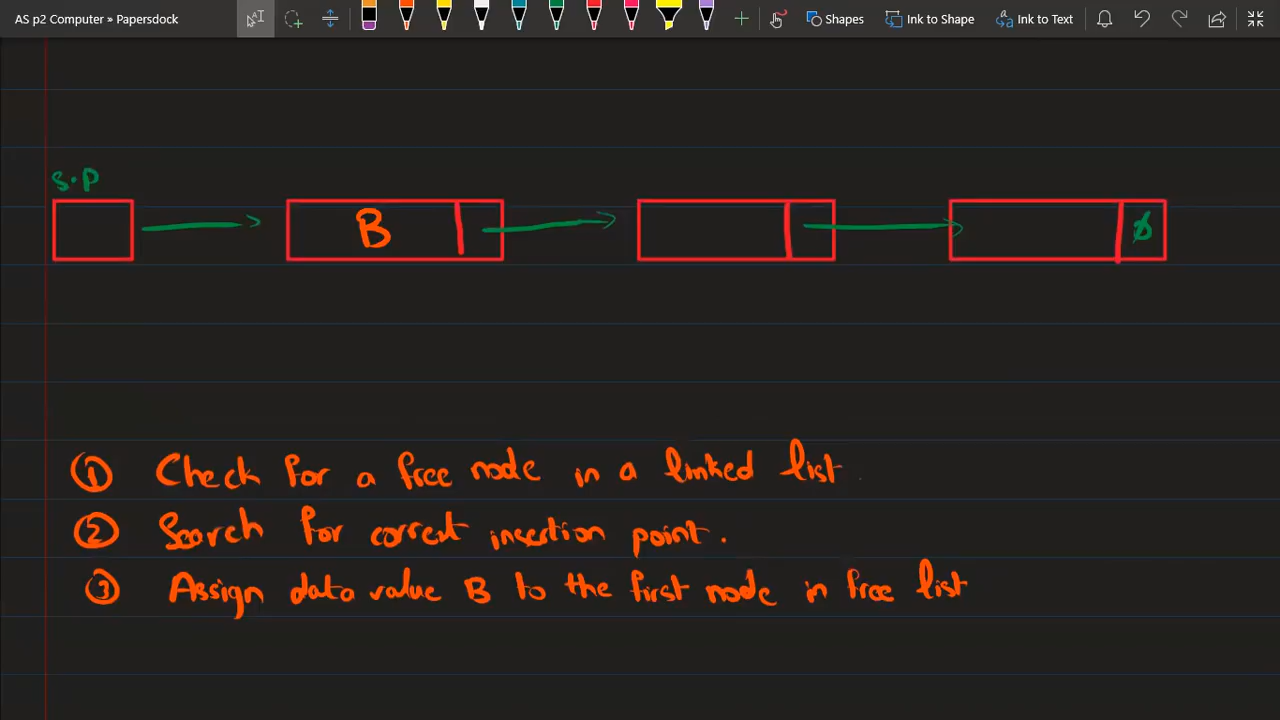 AS p2 Computer » Papersdock
Shapes
Ink to Shape
Ink to Text
S.P
B
Ø
① Check for a free node in a linked list.
② Search for correct insertion point.
③ Assign data value B to the first node in free list